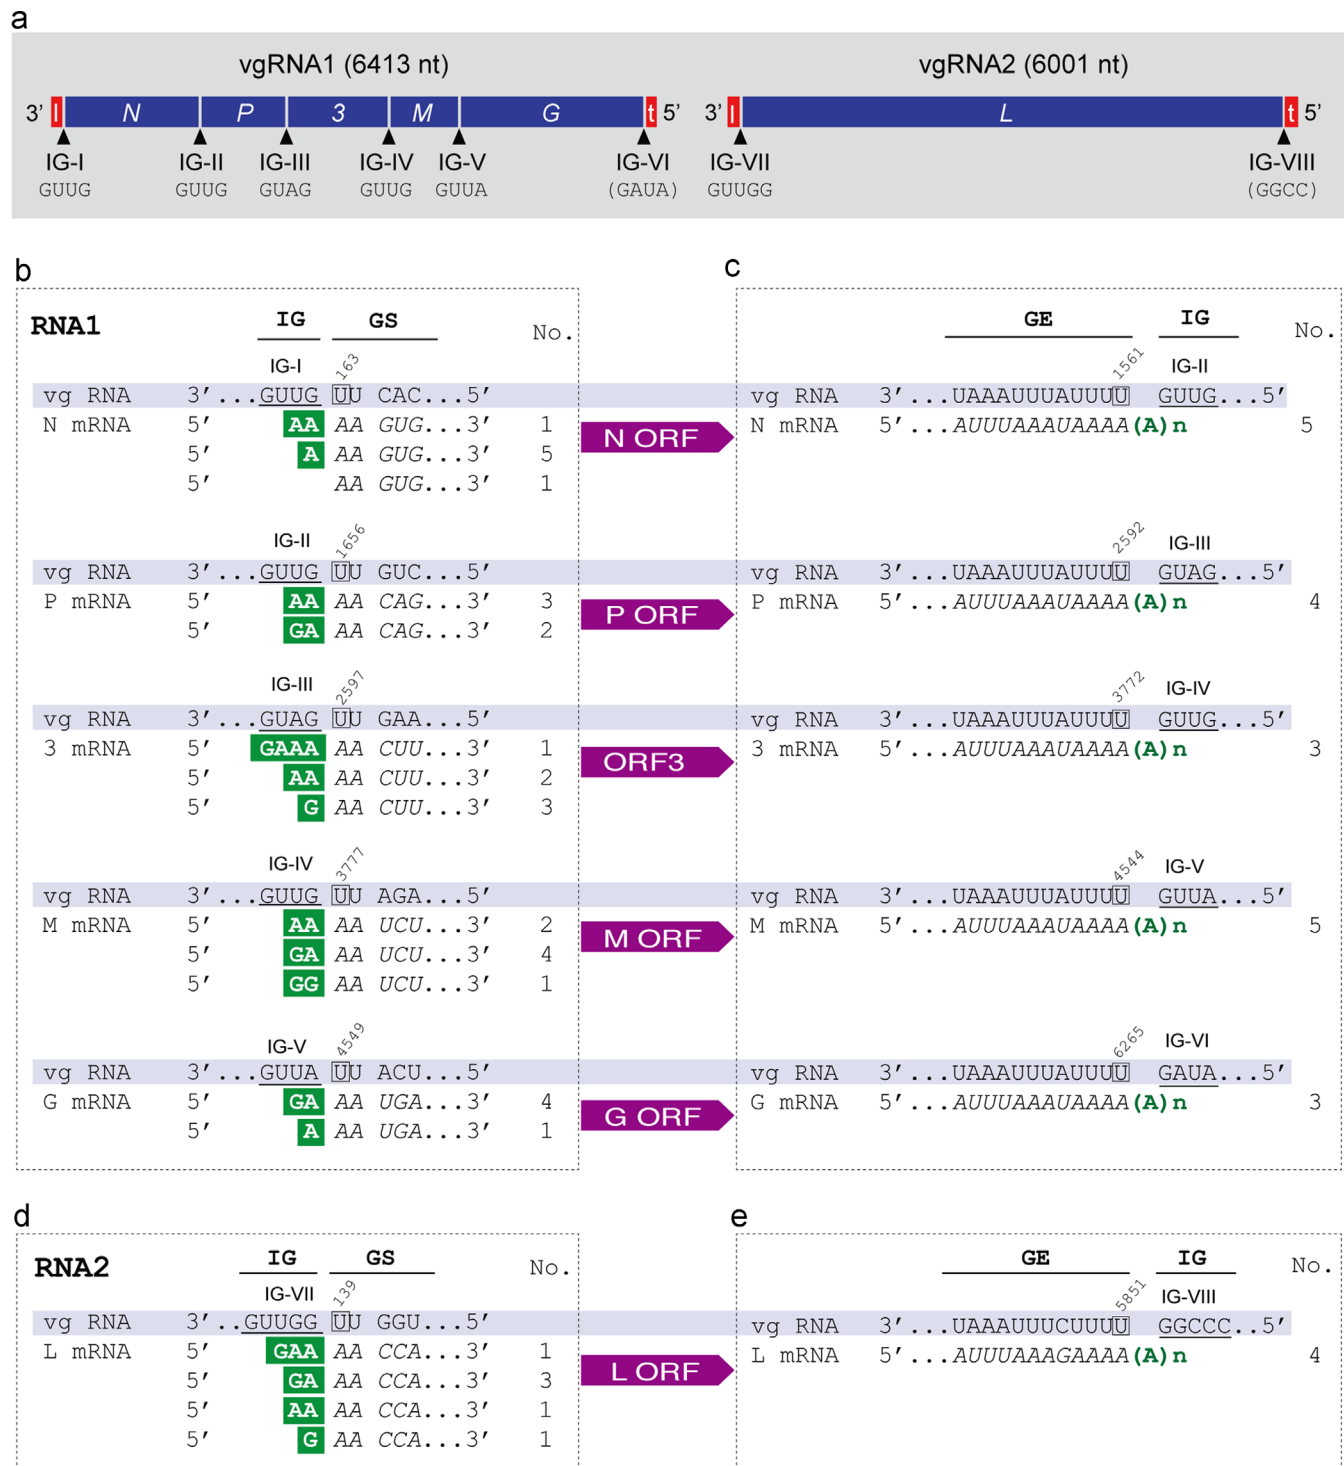 a
vgRNA1 (6413 nt) vgRNA2 (6001 nt)
3’ l N P 3 M G t 5’ l L t 5’
IG-I IG-II IG-III IG-IV IG-V IG-VI IG-VII IG-VIII
GUUG GUUG GUAG GUUG GUUA (GAUA) GUUGG (GGCC)
b c
RNA1 IG GS No. GE IG No.
IG-I 163 1561 IG-II
vg RNA 3’...GUUG UU CAC...5’ vg RNA 3’...UAAAUUUAUUUU GUUG...5’
N mRNA 5’ AA AA GUG...3’ 1 N ORF N mRNA 5’...AUUUAAAUAAAA(A)n 5
5’ A AA GUG...3’ 5
5’ AA GUG...3’ 1
IG-II 1656 2592 IG-III
vg RNA 3’...GUUG UU GUC...5’ vg RNA 3’...UAAAUUUAUUUU GUAG...5’
P mRNA 5’ AA AA CAG...3’ 3 P ORF P mRNA 5’...AUUUAAAUAAAA(A)n 4
5’ GA AA CAG...3’ 2
IG-III 2597 3772 IG-IV
vg RNA 3’...GUAG UU GAA...5’ vg RNA 3’...UAAAUUUAUUUU GUUG...5’
3 mRNA 5’ GAAA AA CUU...3’ 1 ORF3 3 mRNA 5’...AUUUAAAUAAAA(A)n 3
5’ AA AA CUU...3’ 2
5’ G AA CUU...3’ 3
IG-IV 3777 4544 IG-V
vg RNA 3’...GUUG UU AGA...5’ vg RNA 3’...UAAAUUUAUUUU GUUA...5’
M mRNA 5’ AA AA UCU...3’ 2 M ORF M mRNA 5’...AUUUAAAUAAAA(A)n 5
5’ GA AA UCU...3’ 4
5’ GG AA UCU...3’ 1
IG-V 4549 6265 IG-VI
vg RNA 3’...GUUA UU ACU...5’ vg RNA 3’...UAAAUUUAUUUU GAUA...5’
G mRNA 5’ GA AA UGA...3’ 4 G ORF G mRNA 5’...AUUUAAAUAAAA(A)n 3
5’ A AA UGA...3’ 1
d e
RNA2 IG GS No. GE IG No.
IG-VII 139 5851 IG-VIII
vg RNA 3’..GUUGG UU GGU...5’ vg RNA 3’...UAAAUUUCUUUU GGCCC..5’
L mRNA 5’ GAA AA CCA...3’ 1 L ORF L mRNA 5’...AUUUAAAGAAAA(A)n 4
5’ GA AA CCA...3’ 3
5’ AA AA CCA...3’ 1
5’ G AA CCA...3’ 1